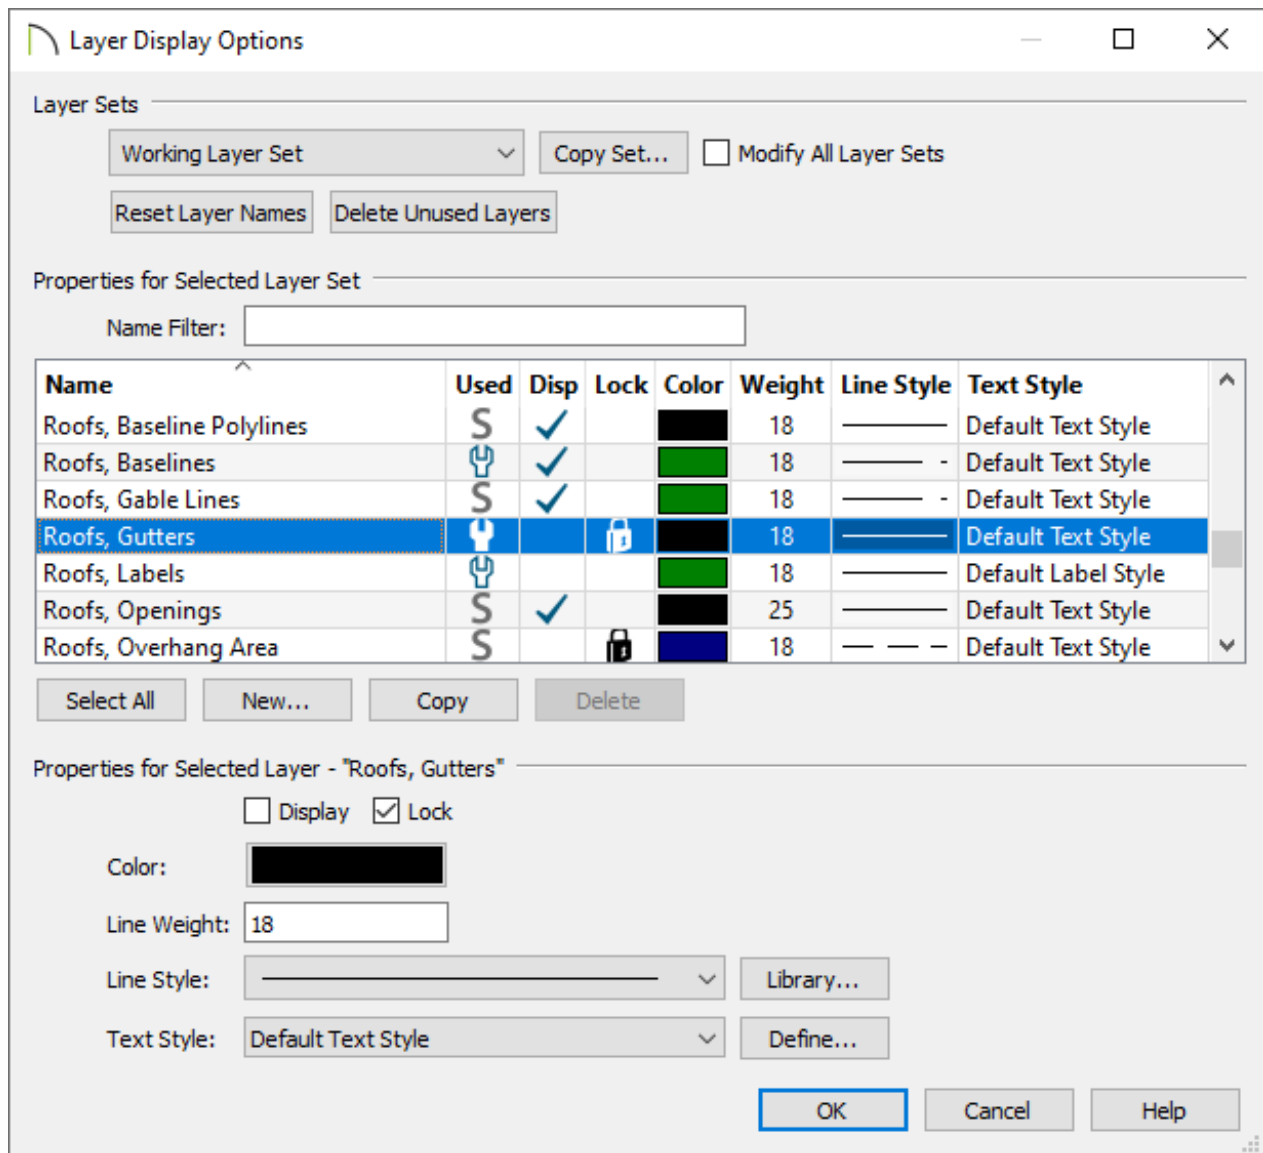 Layer Display Options
Layer Sets
Working Layer Set Copy Set... Modify All Layer Sets
Reset Layer Names Delete Unused Layers
Properties for Selected Layer Set
Name Filter:
Name Used Disp Lock Color Weight Line Style Text Style
Roofs, Baseline Polylines S 18 Default Text Style
Roofs, Baselines 18 Default Text Style
Roofs, Gable Lines S 18 Default Text Style
Roofs, Gutters 18 Default Text Style
Roofs, Labels 18 Default Label Style
Roofs, Openings S 25 Default Text Style
Roofs, Overhang Area S 18 Default Text Style
Select All New... Copy Delete
Properties for Selected Layer - "Roofs, Gutters"
Display Lock
Color:
Line Weight: 18
Line Style: Library...
Text Style: Default Text Style Define...
OK Cancel Help